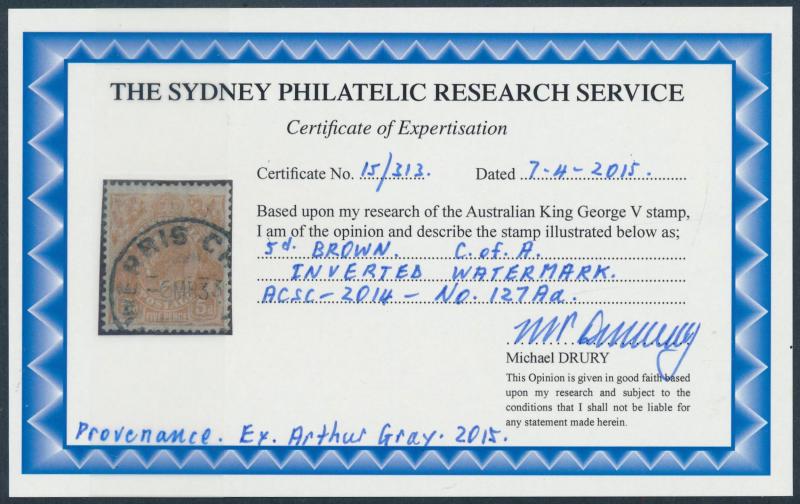 THE SYDNEY PHILATELIC RESEARCH SERVICE
Certificate of Expertisation
Certificate No. 15/313. Dated 7-4-2015.
Based upon my research of the Australian King George V stamp,
I am of the opinion and describe the stamp illustrated below as;
5d. BROWN. C. of. A.
INVERTED WATERMARK.
ACSC-2014- No. 127Aa.
Michael DRURY
This Opinion is given in good faith based
upon my research and subject to the
conditions that I shall not be liable for
any statement made herein.
Provenance. Ex. Arthur Gray. 2015.
FIVE PENCE
5d